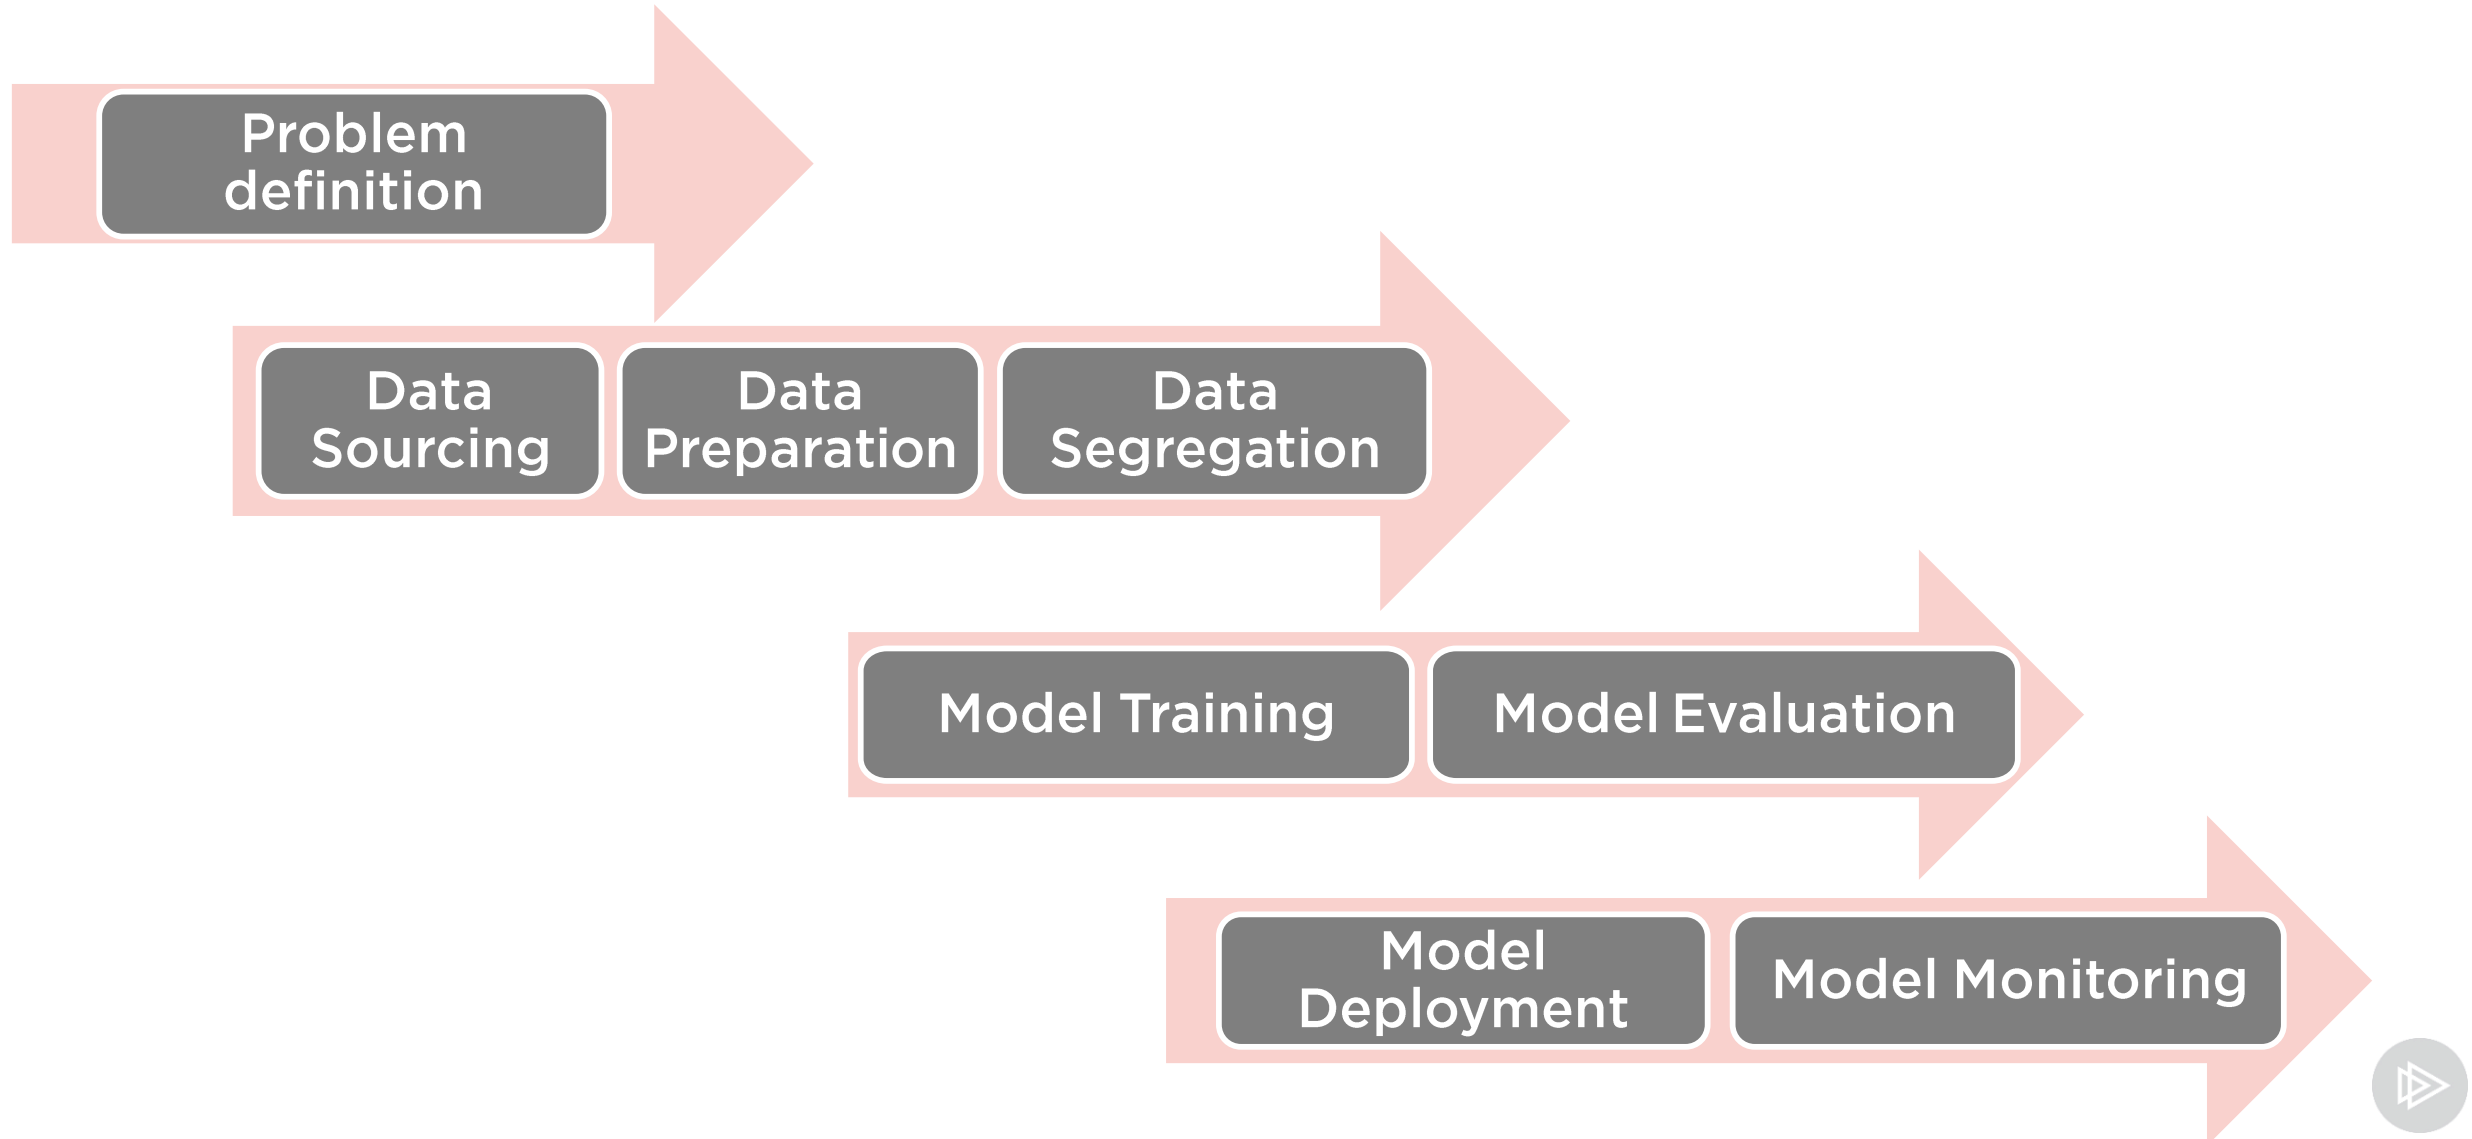 Problem
definition
Data
Sourcing
Data
Preparation
Data
Segregation
Model Training
Model Evaluation
Model
Deployment
Model Monitoring